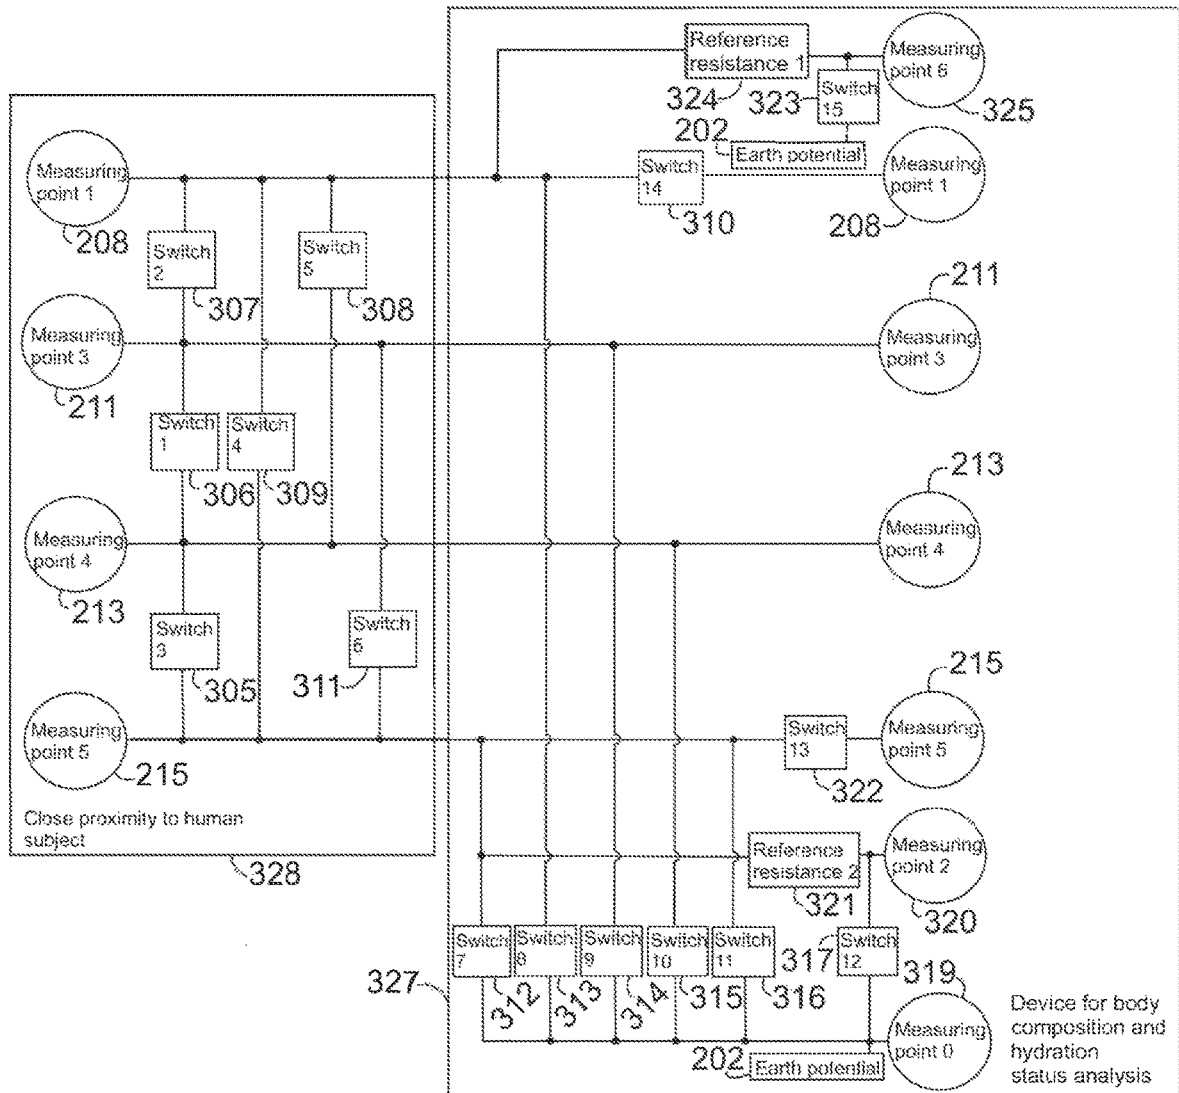 Reference
resistance 1
324
Measuring
point 6
325
323
Switch
15
202
Earth potential
Measuring
point 1
208
Switch
14
310
Measuring
point 1
208
Switch
2
307
Switch
5
308
Measuring
point 3
211
211
Measuring
point 3
Switch
1
306
Switch
4
309
Measuring
point 4
213
213
Measuring
point 4
Switch
3
305
Switch
6
311
Measuring
point 5
215
215
Measuring
point 5
Switch
13
322
Close proximity to human
subject
328
Reference
resistance 2
321
Measuring
point 2
320
Switch
7
312
Switch
8
313
Switch
9
314
Switch
10
315
Switch
11
316
317
Switch
12
319
Measuring
point 0
327
202
Earth potential
Device for body
composition and
hydration
status analysis